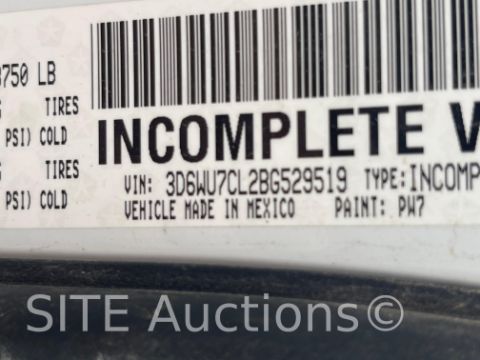 3750 LB
TIRES
PSI) COLD
INCOMPLETE V
TIRES
VIN: 3D6WU7CL2BG529519 TYPE:INCOMP
PSI) COLD
VEHICLE MADE IN MEXICO PAINT: PW7
SITE Auctions©